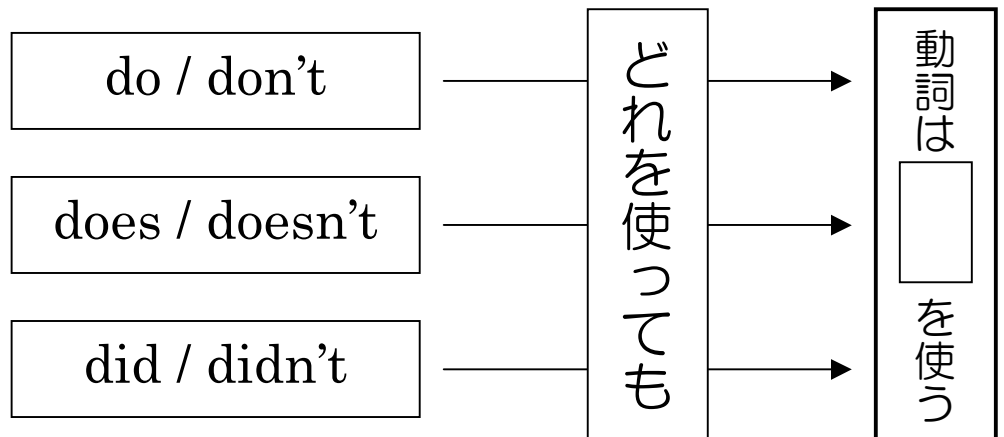 do / don’t
does / doesn’t
did / didn’t
どれを使っても
動詞は
を使う